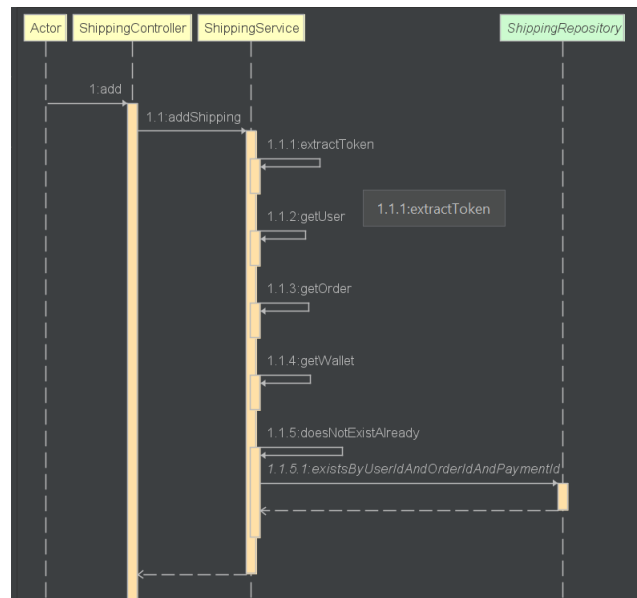 Actor ShippingController ShippingService ShippingRepository
1:add
1.1:addShipping
1.1.1:extractToken
1.1.1:extractToken
1.1.2:getUser
1.1.3:getOrder
1.1.4:getWallet
1.1.5:doesNotExistAlready
1.1.5.1:existsByUserIdAndOrderIdAndPaymentId